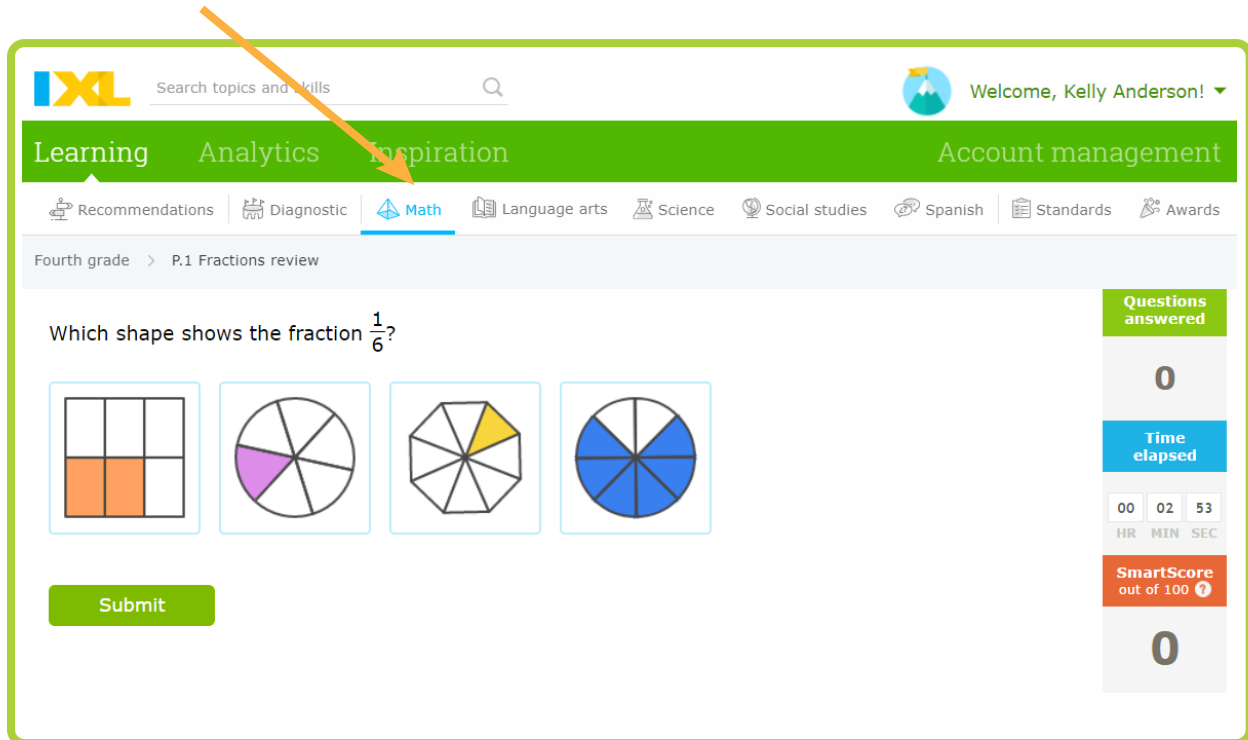 IXL Search topics and skills Welcome, Kelly Anderson!
Learning Analytics Inspiration Account management
Recommendations Diagnostic Math Language arts Science Social studies Spanish Standards Awards
Fourth grade > P.1 Fractions review
Questions
answered
Which shape shows the fraction 1/6?
0
Time
elapsed
00 02 53
HR MIN SEC
SmartScore
out of 100 ?
Submit
0